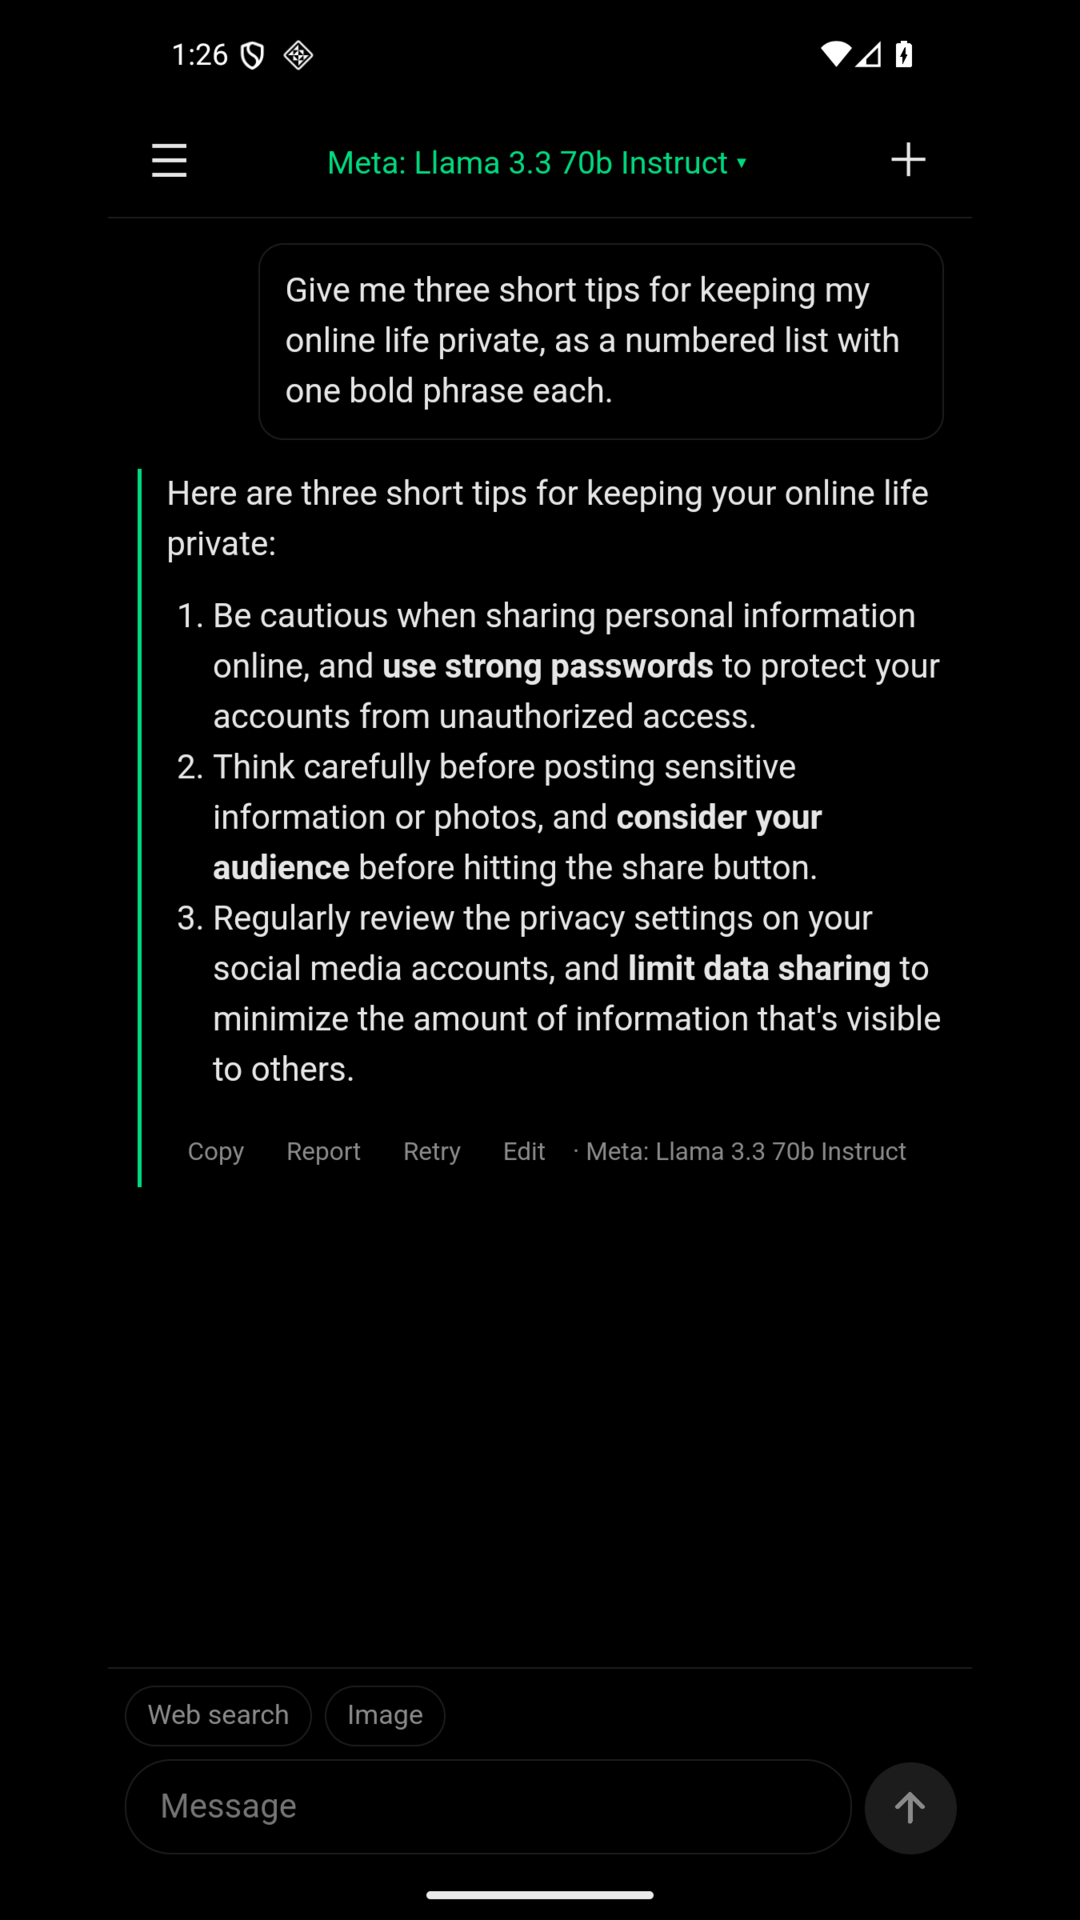 1:26
Meta: Llama 3.3 70b Instruct ▾
Give me three short tips for keeping my
online life private, as a numbered list with
one bold phrase each.
Here are three short tips for keeping your online life
private:
1. Be cautious when sharing personal information
online, and use strong passwords to protect your
accounts from unauthorized access.
2. Think carefully before posting sensitive
information or photos, and consider your
audience before hitting the share button.
3. Regularly review the privacy settings on your
social media accounts, and limit data sharing to
minimize the amount of information that's visible
to others.
Copy Report Retry Edit · Meta: Llama 3.3 70b Instruct
Web search Image
Message